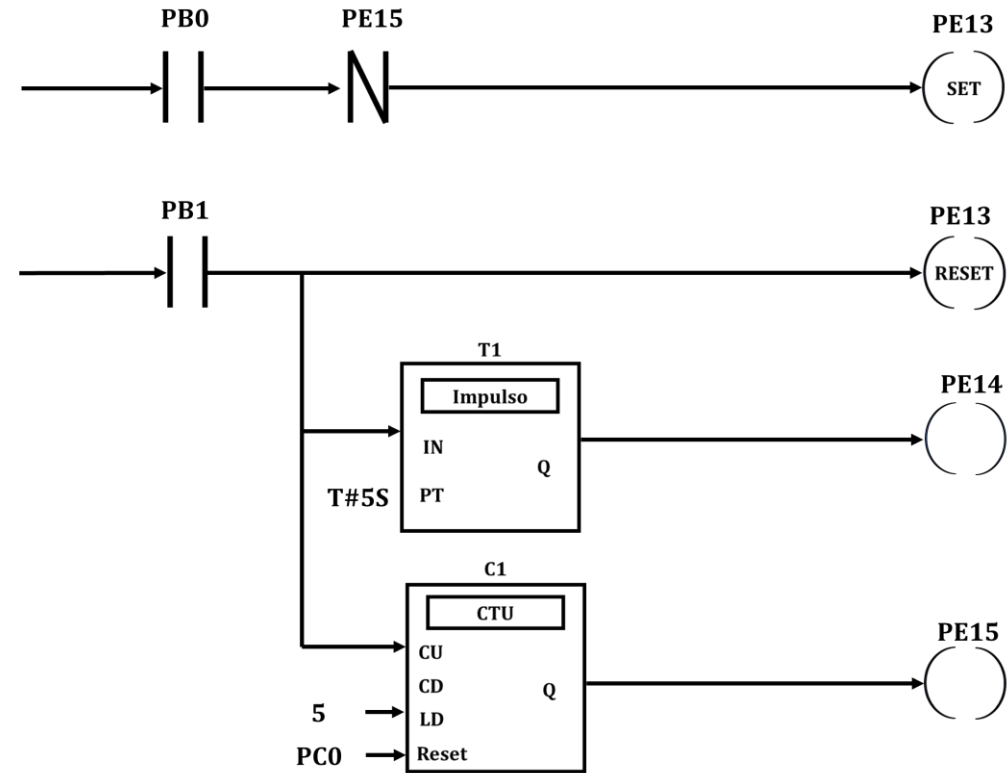 PB0
PE15
PE13
SET
PB1
PE13
RESET
T1
Impulso
IN
Q
T#5S
PT
PE14
C1
CTU
CU
CD
Q
5
LD
PC0
Reset
PE15